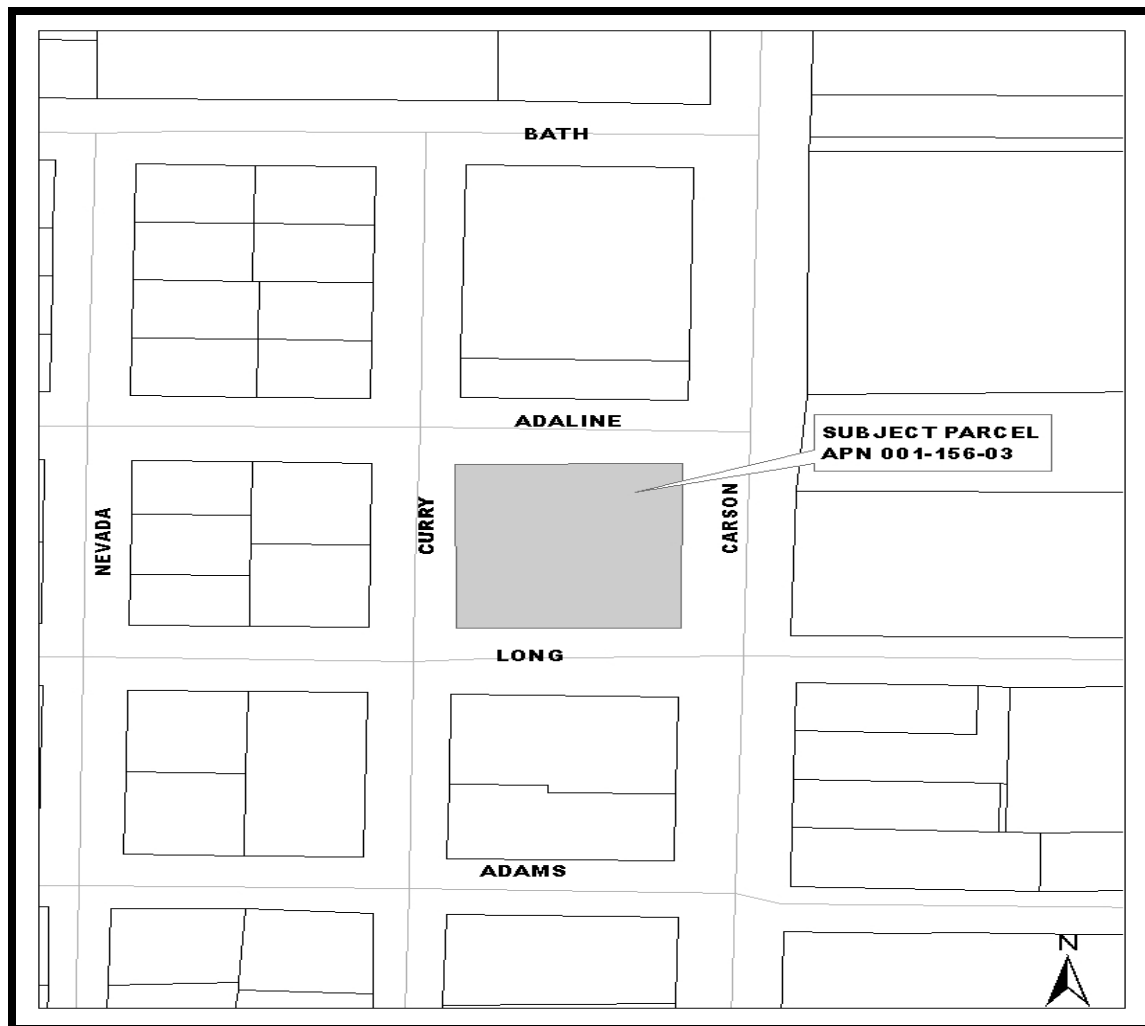 BATH
ADALINE
SUBJECT PARCEL
APN 001-156-03
NEVADA
CURRY
CARSON
LONG
ADAMS
N